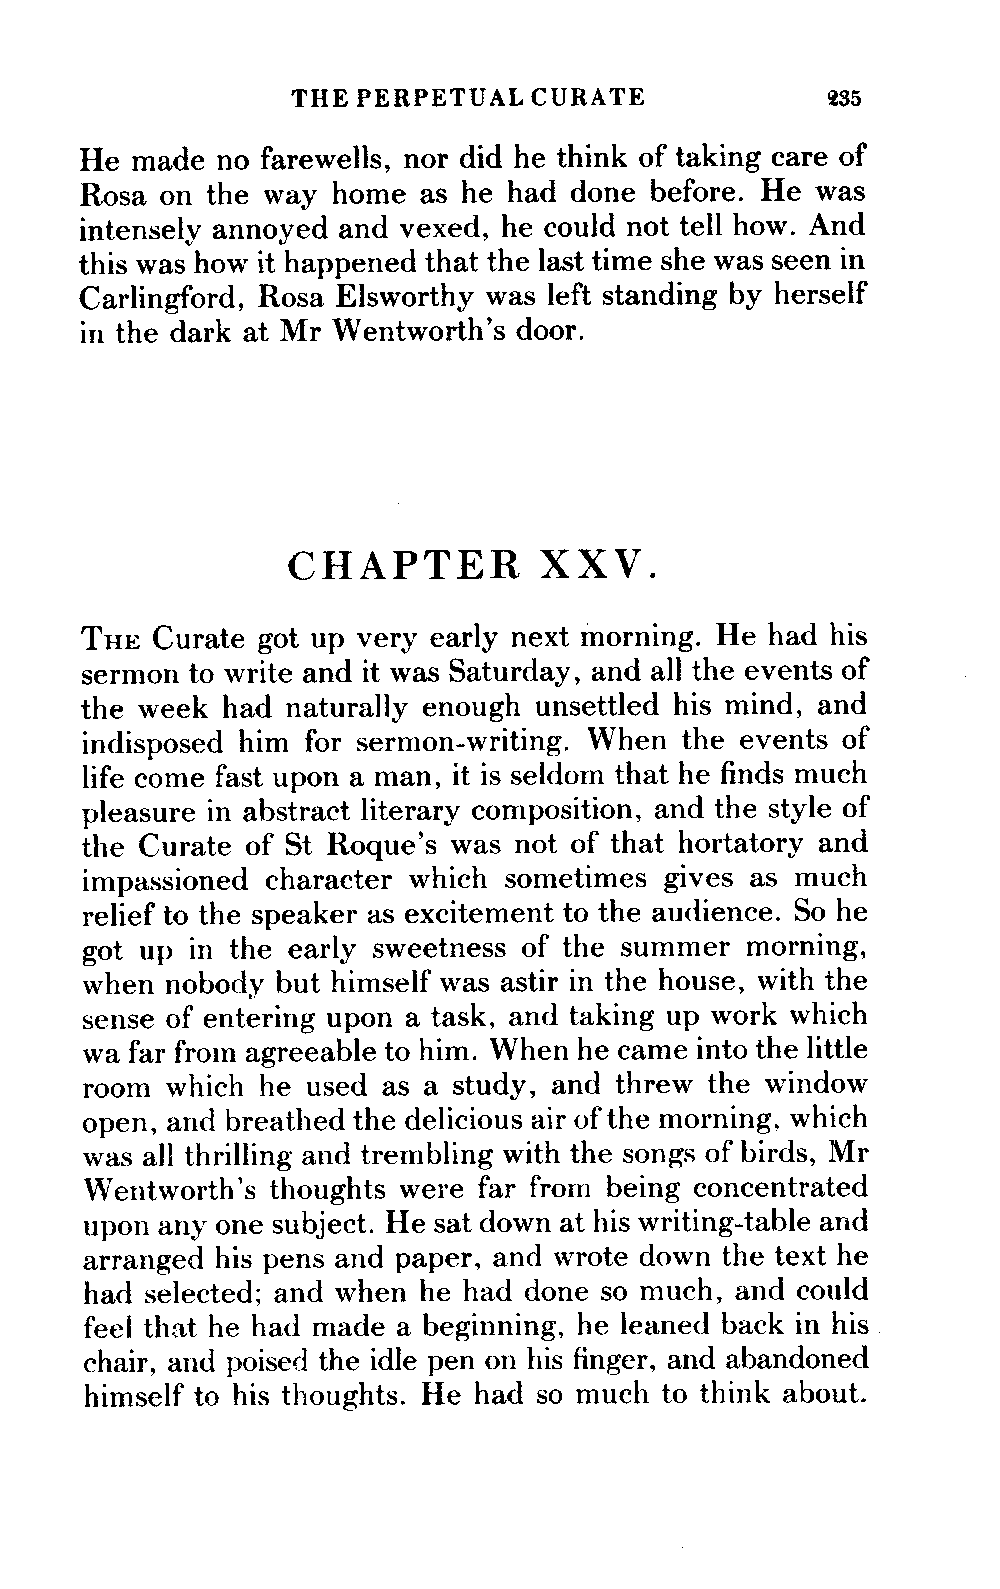 THE PERPETUAL CURATE 235
He made no farewells, nor did he think of taking care of
Rosa on the way home as he had done before. He was
intensely annoyed and vexed, he could not tell how. And
this was how it happened that the last time she was seen in
Carlingford, Rosa Elsworthy was left standing by herself
in the dark at Mr Wentworth's door.
CHAPTER XXV.
THE Curate got up very early next morning. He had his
sermon to write and it was Saturday, and all the events of
the week had naturally enough unsettled his mind, and
indisposed him for sermon-writing. When the events of
life come fast upon a man, it is seldom that he finds much
pleasure in abstract literary composition, and the style of
the Curate of St Roque's was not of that hortatory and
impassioned character which sometimes gives as much
relief to the speaker as excitement to the audience. So he
got up in the early sweetness of the summer morning,
when nobody but himself was astir in the house, with the
sense of entering upon a task, and taking up work which
wa far from agreeable to him. When he came into the little
room which he used as a study, and threw the window
open, and breathed the delicious air of the morning, which
was all thrilling and trembling with the songs of birds, Mr
Wentworth's thoughts were far from being concentrated
upon any one subject. He sat down at his writing-table and
arranged his pens and paper, and wrote down the text he
had selected; and when he had done so much, and could
feel that he had made a beginning, he leaned back in his
chair, and poised the idle pen on his finger, and abandoned
himself to his thoughts. He had so much to think about.